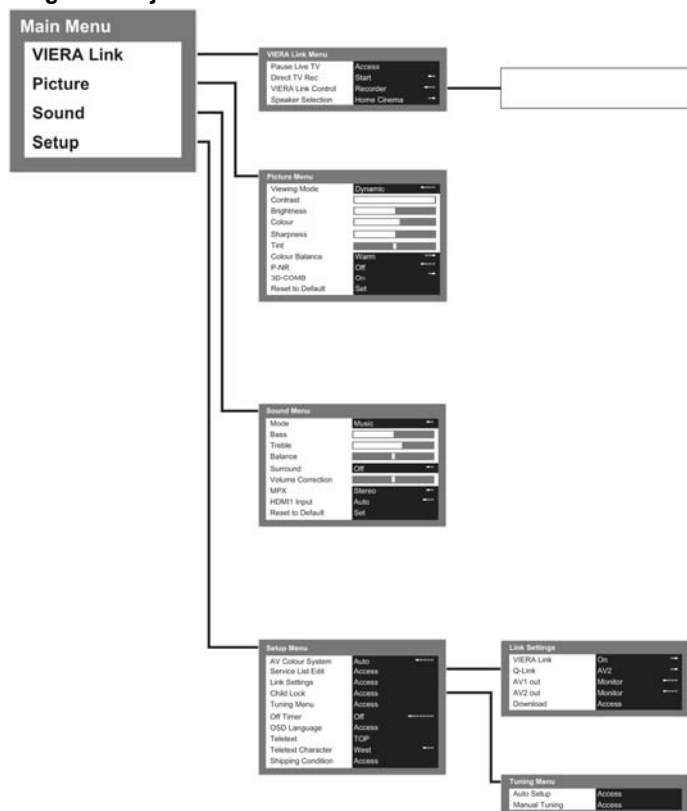 Main Menu
VIERA Link
Picture
Sound
Setup
VIERA Link Menu
Pause Live TV Access
Direct TV Rec Start
VIERA Link Control Recorder
Speaker Selection Home Cinema
Picture Menu
Viewing Mode Dynamic
Contrast
Brightness
Colour
Sharpness
Tint
Colour Balance Warm
P-NR Off
3D-COMB On
Reset to Default Set
Sound Menu
Mode Music
Bass
Treble
Balance
Surround Off
Volume Correction
MPX Stereo
HDMI1 Input Auto
Reset to Default Set
Setup Menu
AV Colour System Auto
Service List Edit Access
Link Settings Access
Child Lock Access
Tuning Menu Access
Off Timer Off
OSD Language Access
Teletext TOP
Teletext Character West
Shipping Condition Access
Link Settings
VIERA Link On
Q-Link AV2
AV1 out Monitor
AV2 out Monitor
Download Access
Tuning Menu
Auto Setup Access
Manual Tuning Access